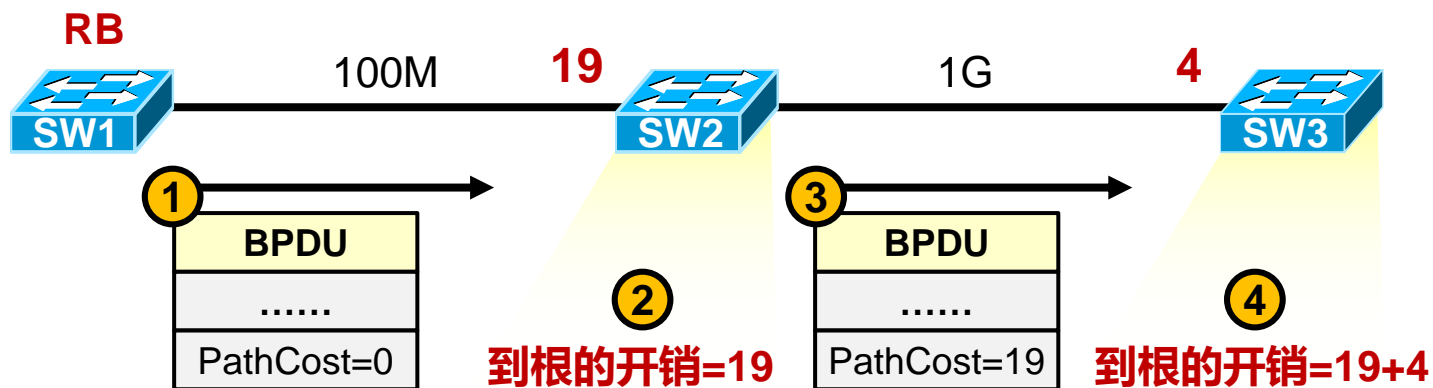 RB
100M
19
1G
4
SW1
SW2
SW3
1
BPDU
......
PathCost=0
2
到根的开销=19
3
BPDU
......
PathCost=19
4
到根的开销=19+4